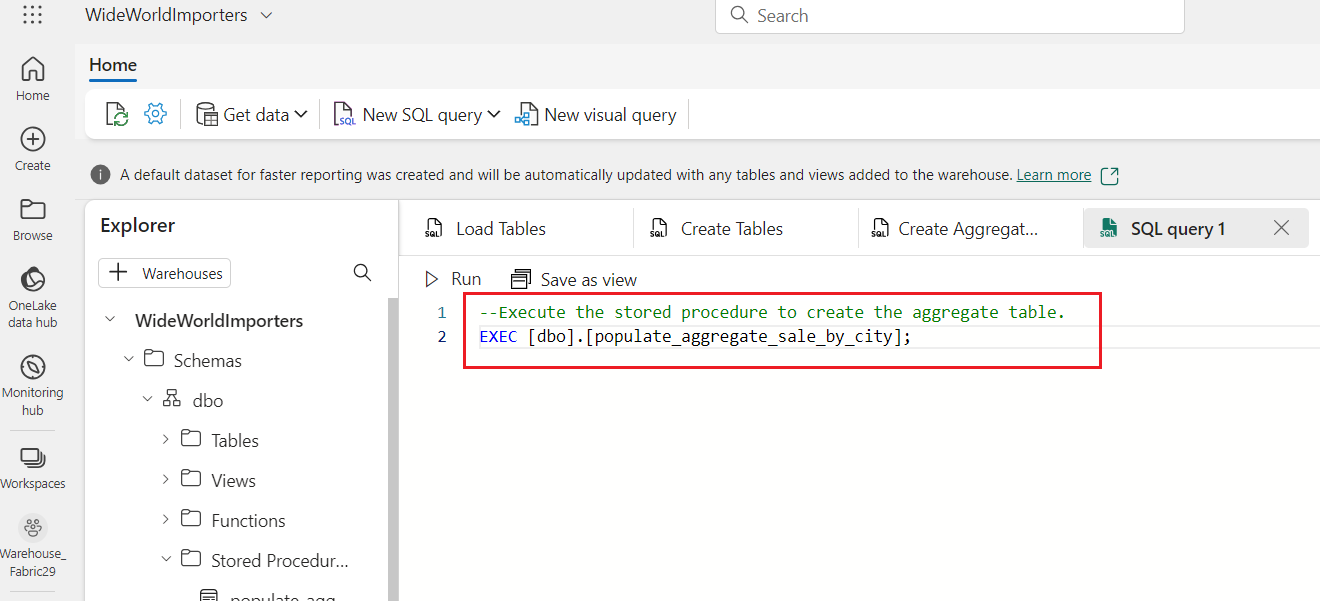 WideWorldImporters
Search
Home
Home
Get data
New SQL query
New visual query
Create
A default dataset for faster reporting was created and will be automatically updated with any tables and views added to the warehouse. Learn more
Browse
Explorer
Load Tables
Create Tables
Create Aggregat...
SQL query 1
Warehouses
Run
Save as view
OneLake
data hub
WideWorldImporters
1 --Execute the stored procedure to create the aggregate table.
2 EXEC [dbo].[populate_aggregate_sale_by_city];
Schemas
Monitoring
hub
dbo
Tables
Workspaces
Views
Functions
Warehouse_
Fabric29
Stored Procedur...
populate_agg